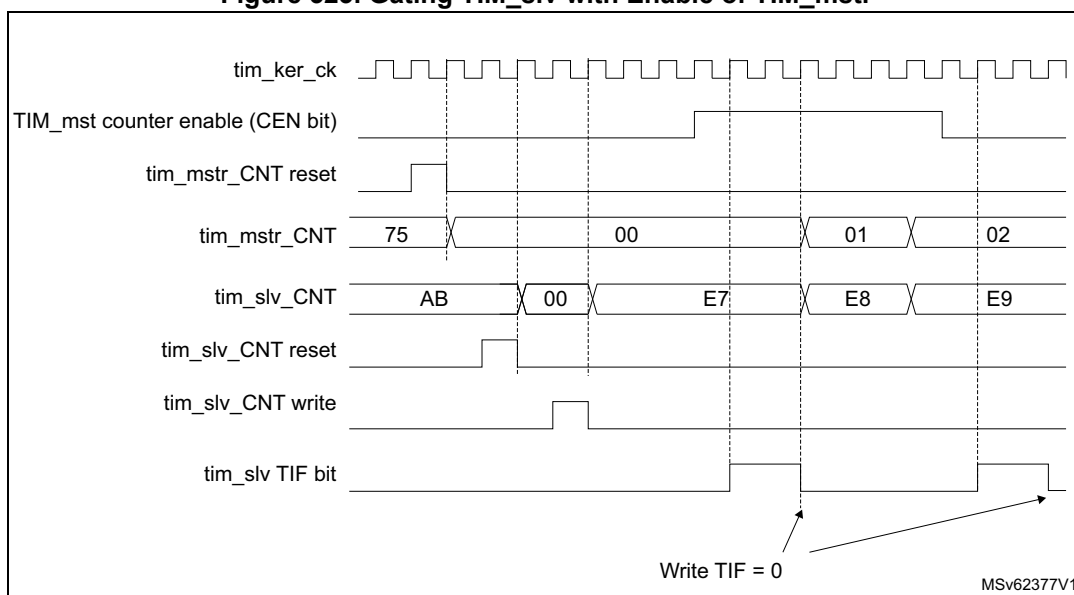 Figure 525. Gating TIM_slv with Enable of TIM_mstr
tim_ker_ck
TIM_mst counter enable (CEN bit)
tim_mstr_CNT reset
tim_mstr_CNT 75 00 01 02
tim_slv_CNT AB 00 E7 E8 E9
tim_slv_CNT reset
tim_slv_CNT write
tim_slv TIF bit
Write TIF = 0
MSv62377V1